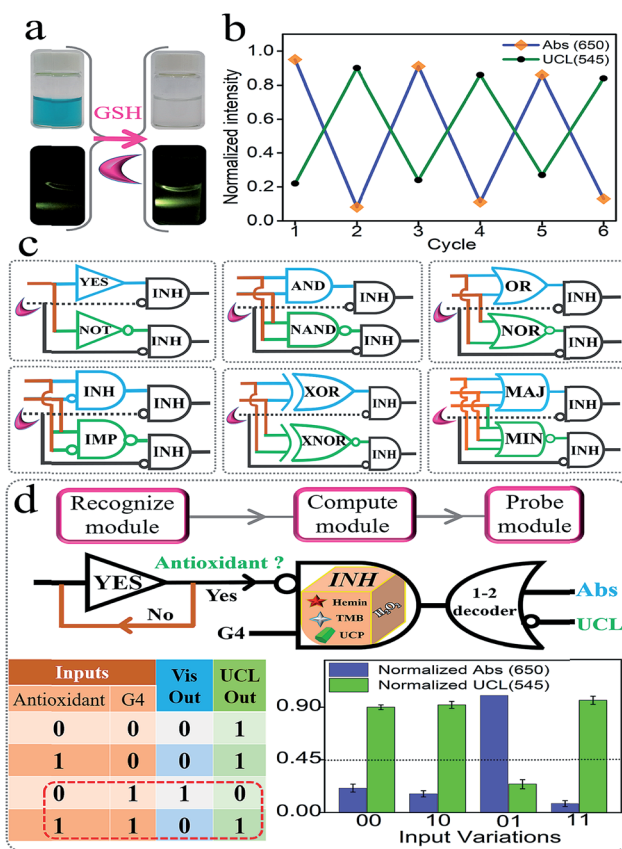 a
GSH
b
Normalized intensity
1.0
0.8
0.6
0.4
0.2
0.0
Abs (650)
UCL(545)
1 2 3 4 5 6
Cycle
c
YES INH
NOT INH
AND INH
NAND INH
OR INH
NOR INH
INH INH
IMP INH
XOR INH
XNOR INH
MAJ INH
MIN INH
d
Recognize module
Compute module
Probe module
Antioxidant ?
YES
Yes
No
G4
INH
Hemin
TMB
UCP
H2O2
1-2
decoder
Abs
UCL
Inputs Vis Out UCL Out
Antioxidant G4
0 0 0 1
1 0 0 1
0 1 1 0
1 1 0 1
Normalized Abs (650)
Normalized UCL(545)
0.90
0.45
0.00
00 10 01 11
Input Variations